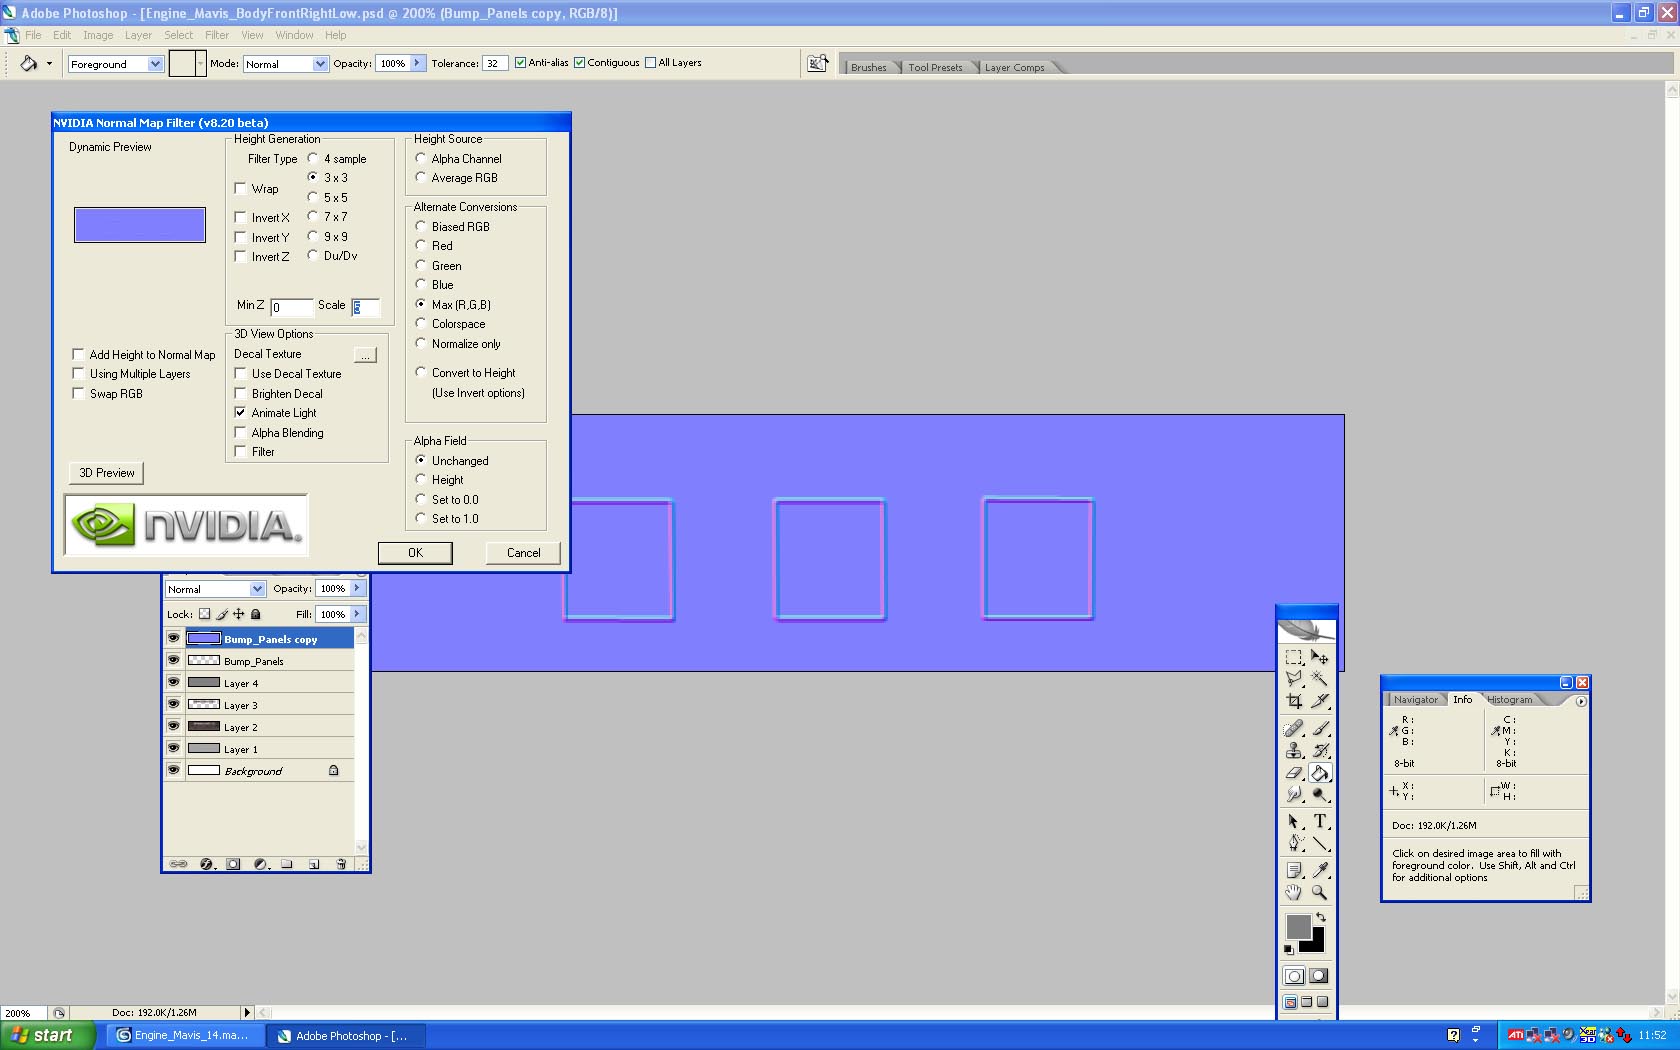 Adobe Photoshop - [Engine_Mavis_BodyFrontRightLow.psd @ 200% (Bump_Panels copy, RGB/8)]
File Edit Image Layer Select Filter View Window Help
Foreground Mode: Normal Opacity: 100% Tolerance: 32 Anti-alias Contiguous All Layers
Brushes Tool Presets Layer Comps
NVIDIA Normal Map Filter (v8.20 beta)
Dynamic Preview
Add Height to Normal Map
Using Multiple Layers
Swap RGB
3D Preview
nVIDIA.
Height Generation
Filter Type 4 sample
3 x 3
Wrap
5 x 5
Invert X 7 x 7
Invert Y 9 x 9
Invert Z Du/Dv
Min Z 0 Scale 5
3D View Options
Decal Texture ...
Use Decal Texture
Brighten Decal
Animate Light
Alpha Blending
Filter
Height Source
Alpha Channel
Average RGB
Alternate Conversions
Biased RGB
Red
Green
Blue
Max (R,G,B)
Colorspace
Normalize only
Convert to Height
(Use Invert options)
Alpha Field
Unchanged
Height
Set to 0.0
Set to 1.0
OK Cancel
Normal Opacity: 100%
Lock: Fill: 100%
Bump_Panels copy
Bump_Panels
Layer 4
Layer 3
Layer 2
Layer 1
Background
Navigator Info Histogram
R :
G :
B :
8-bit
C :
M :
Y :
K :
8-bit
X :
Y :
W :
H :
Doc: 192.0K/1.26M
Click on desired image area to fill with
foreground color. Use Shift, Alt and Ctrl
for additional options
200% Doc: 192.0K/1.26M
start Engine_Mavis_14.ma... Adobe Photoshop - [... ATI 11:52